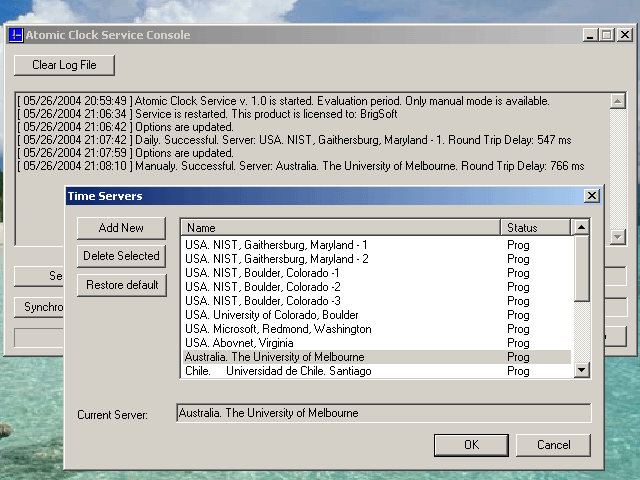 Atomic Clock Service Console
Clear Log File
[ 05/26/2004 20:59:49 ] Atomic Clock Service v. 1.0 is started. Evaluation period. Only manual mode is available.
[ 05/26/2004 21:06:34 ] Service is restarted. This product is licensed to: BrigSoft
[ 05/26/2004 21:06:42 ] Options are updated.
[ 05/26/2004 21:07:42 ] Daily. Successful. Server: USA. NIST, Gaithersburg, Maryland - 1. Round Trip Delay: 547 ms
[ 05/26/2004 21:07:59 ] Options are updated.
[ 05/26/2004 21:08:10 ] Manualy. Successful. Server: Australia. The University of Melbourne. Round Trip Delay: 766 ms
Se
Synchro
Time Servers
Add New
Delete Selected
Restore default
Name Status
USA. NIST, Gaithersburg, Maryland - 1 Prog
USA. NIST, Gaithersburg, Maryland - 2 Prog
USA. NIST, Boulder, Colorado -1 Prog
USA. NIST, Boulder, Colorado -2 Prog
USA. NIST, Boulder, Colorado -3 Prog
USA. University of Colorado, Boulder Prog
USA. Microsoft, Redmond, Washington Prog
USA. Abovnet, Virginia Prog
Australia. The University of Melbourne Prog
Chile. Universidad de Chile. Santiago Prog
Current Server: Australia. The University of Melbourne
OK Cancel